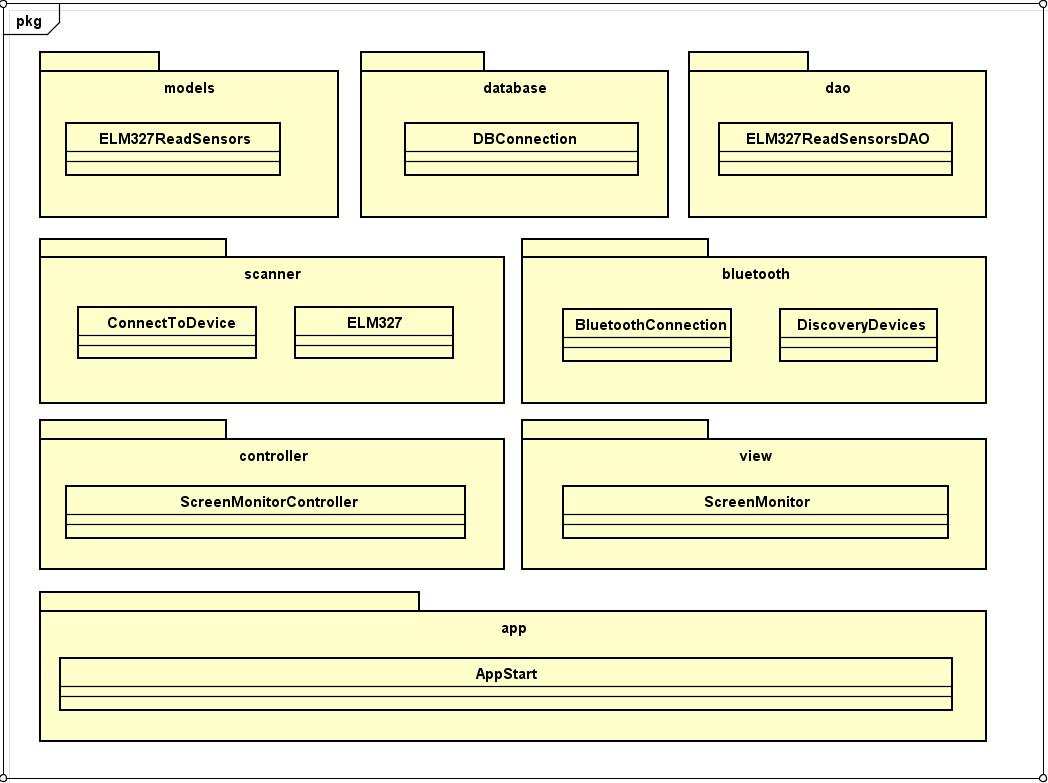 pkg
models
ELM327ReadSensors
database
DBConnection
dao
ELM327ReadSensorsDAO
scanner
ConnectToDevice
ELM327
bluetooth
BluetoothConnection
DiscoveryDevices
controller
ScreenMonitorController
view
ScreenMonitor
app
AppStart